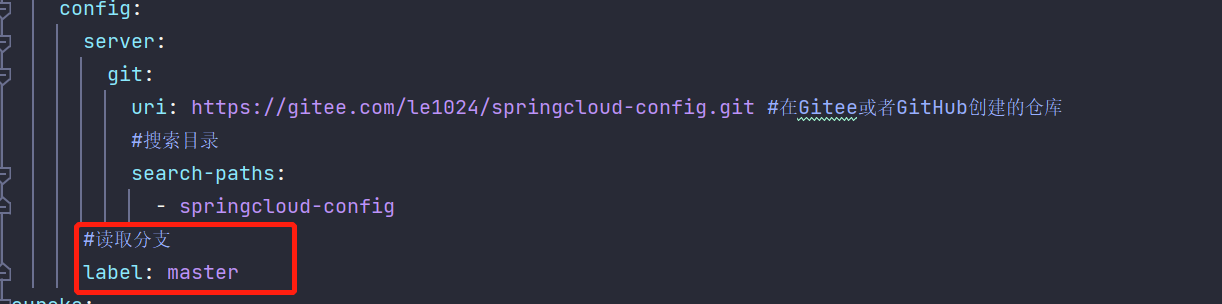 config:
server:
git:
uri: https://gitee.com/le1024/springcloud-config.git #在Gitee或者GitHub创建的仓库
#搜索目录
search-paths:
- springcloud-config
#读取分支
label: master
eureka: